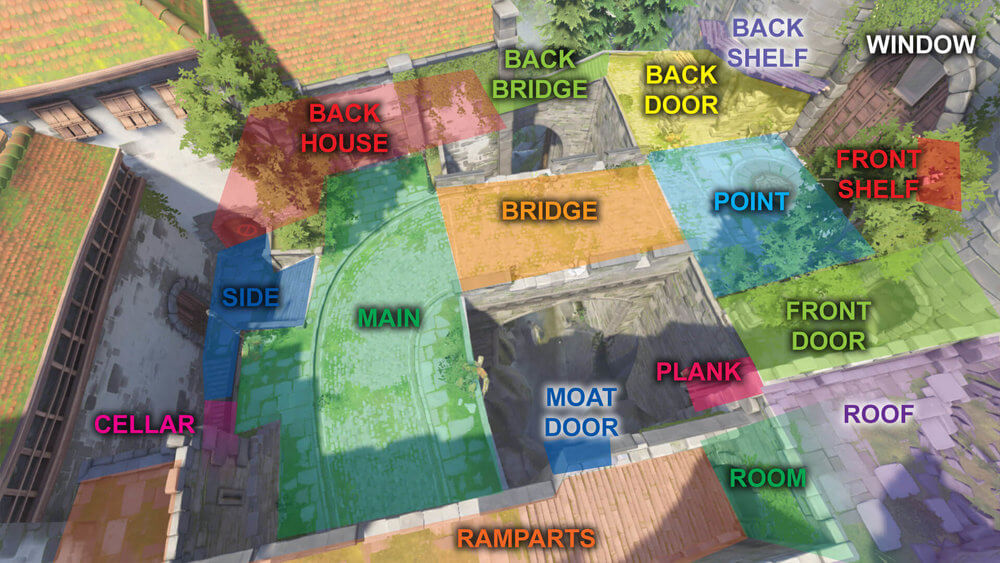 BACK
SHELF
WINDOW
BACK
BRIDGE
BACK
DOOR
BACK
HOUSE
FRONT
SHELF
BRIDGE
POINT
SIDE
MAIN
FRONT
DOOR
PLANK
MOAT
DOOR
CELLAR
ROOF
ROOM
RAMPARTS